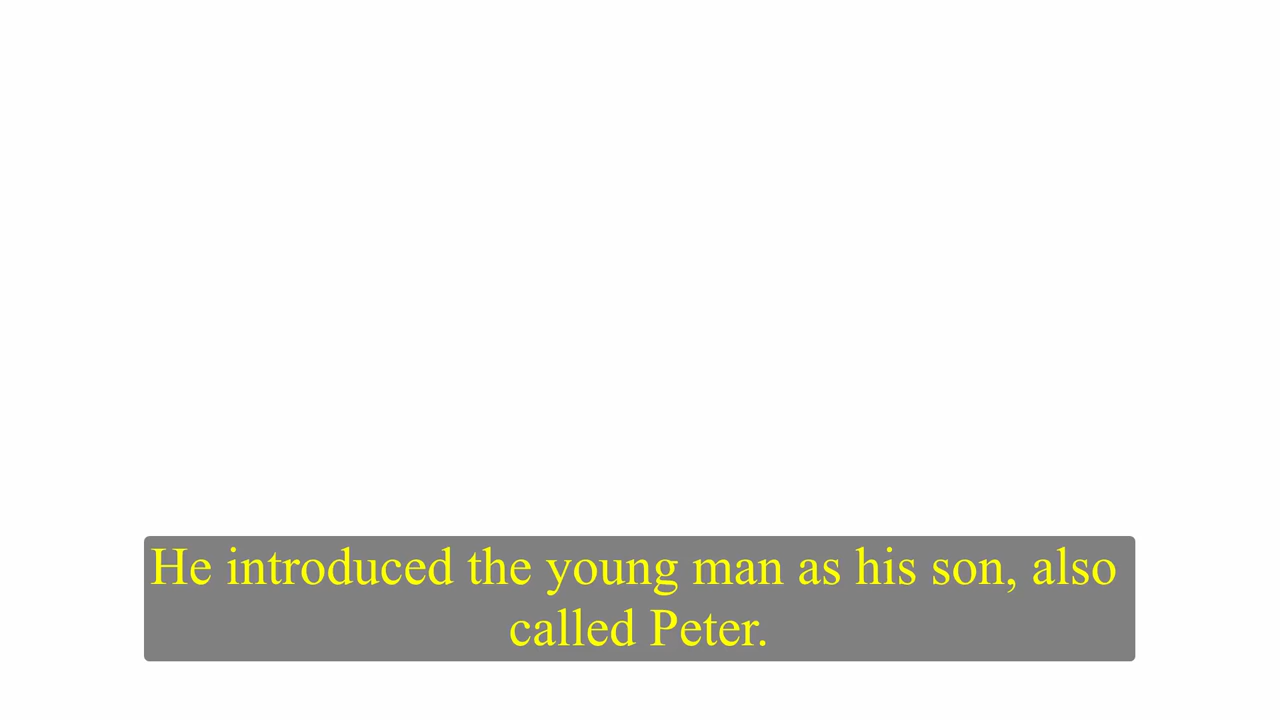 He introduced the young man as his son, also
called Peter.